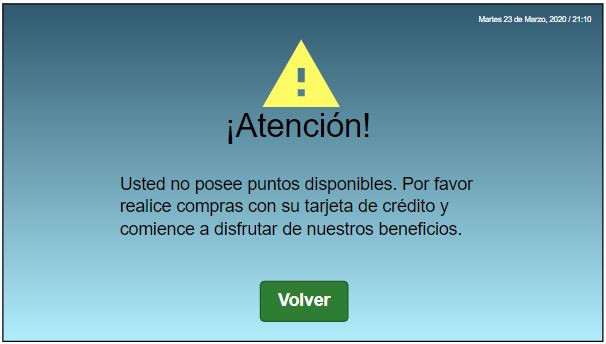 Martes 23 de Marzo, 2020 / 21:10
¡Atención!
Usted no posee puntos disponibles. Por favor
realice compras con su tarjeta de crédito y
comience a disfrutar de nuestros beneficios.
Volver